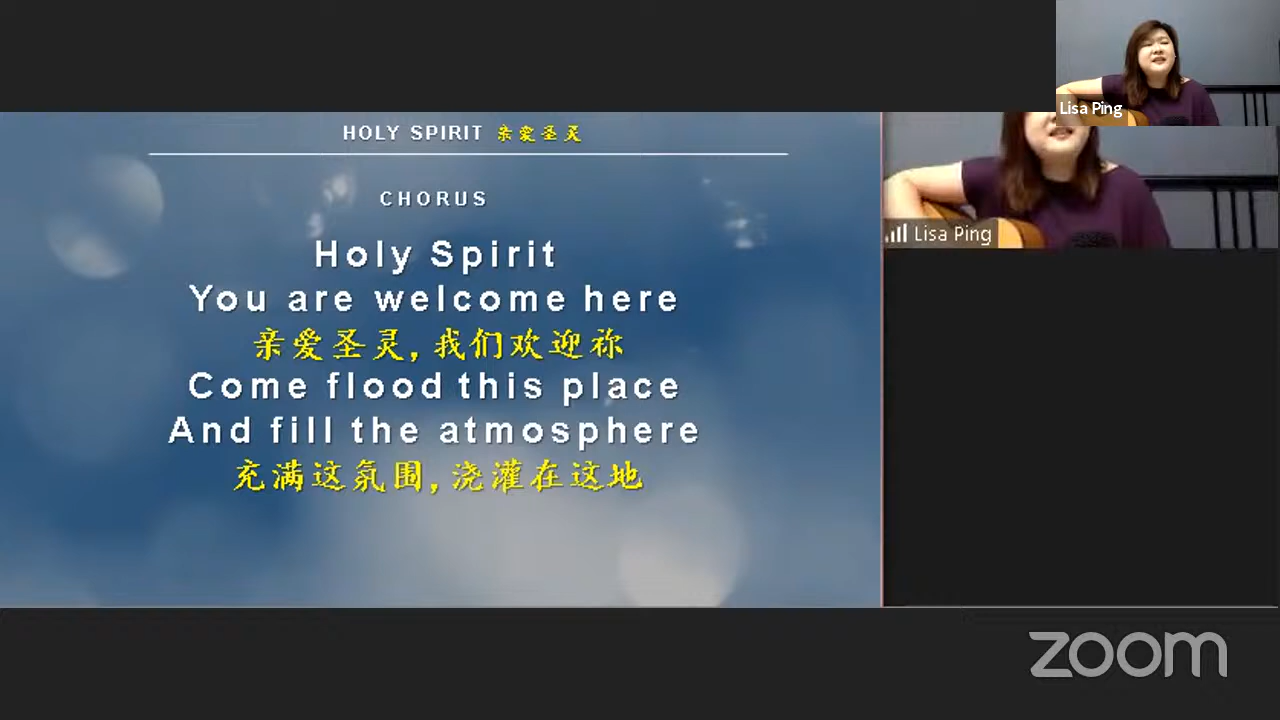 Lisa Ping
HOLY SPIRIT 亲爱圣灵
CHORUS
Holy Spirit
You are welcome here
亲爱圣灵, 我们欢迎祢
Come flood this place
And fill the atmosphere
充满这氛围, 浇灌在这地
Lisa Ping
zoom